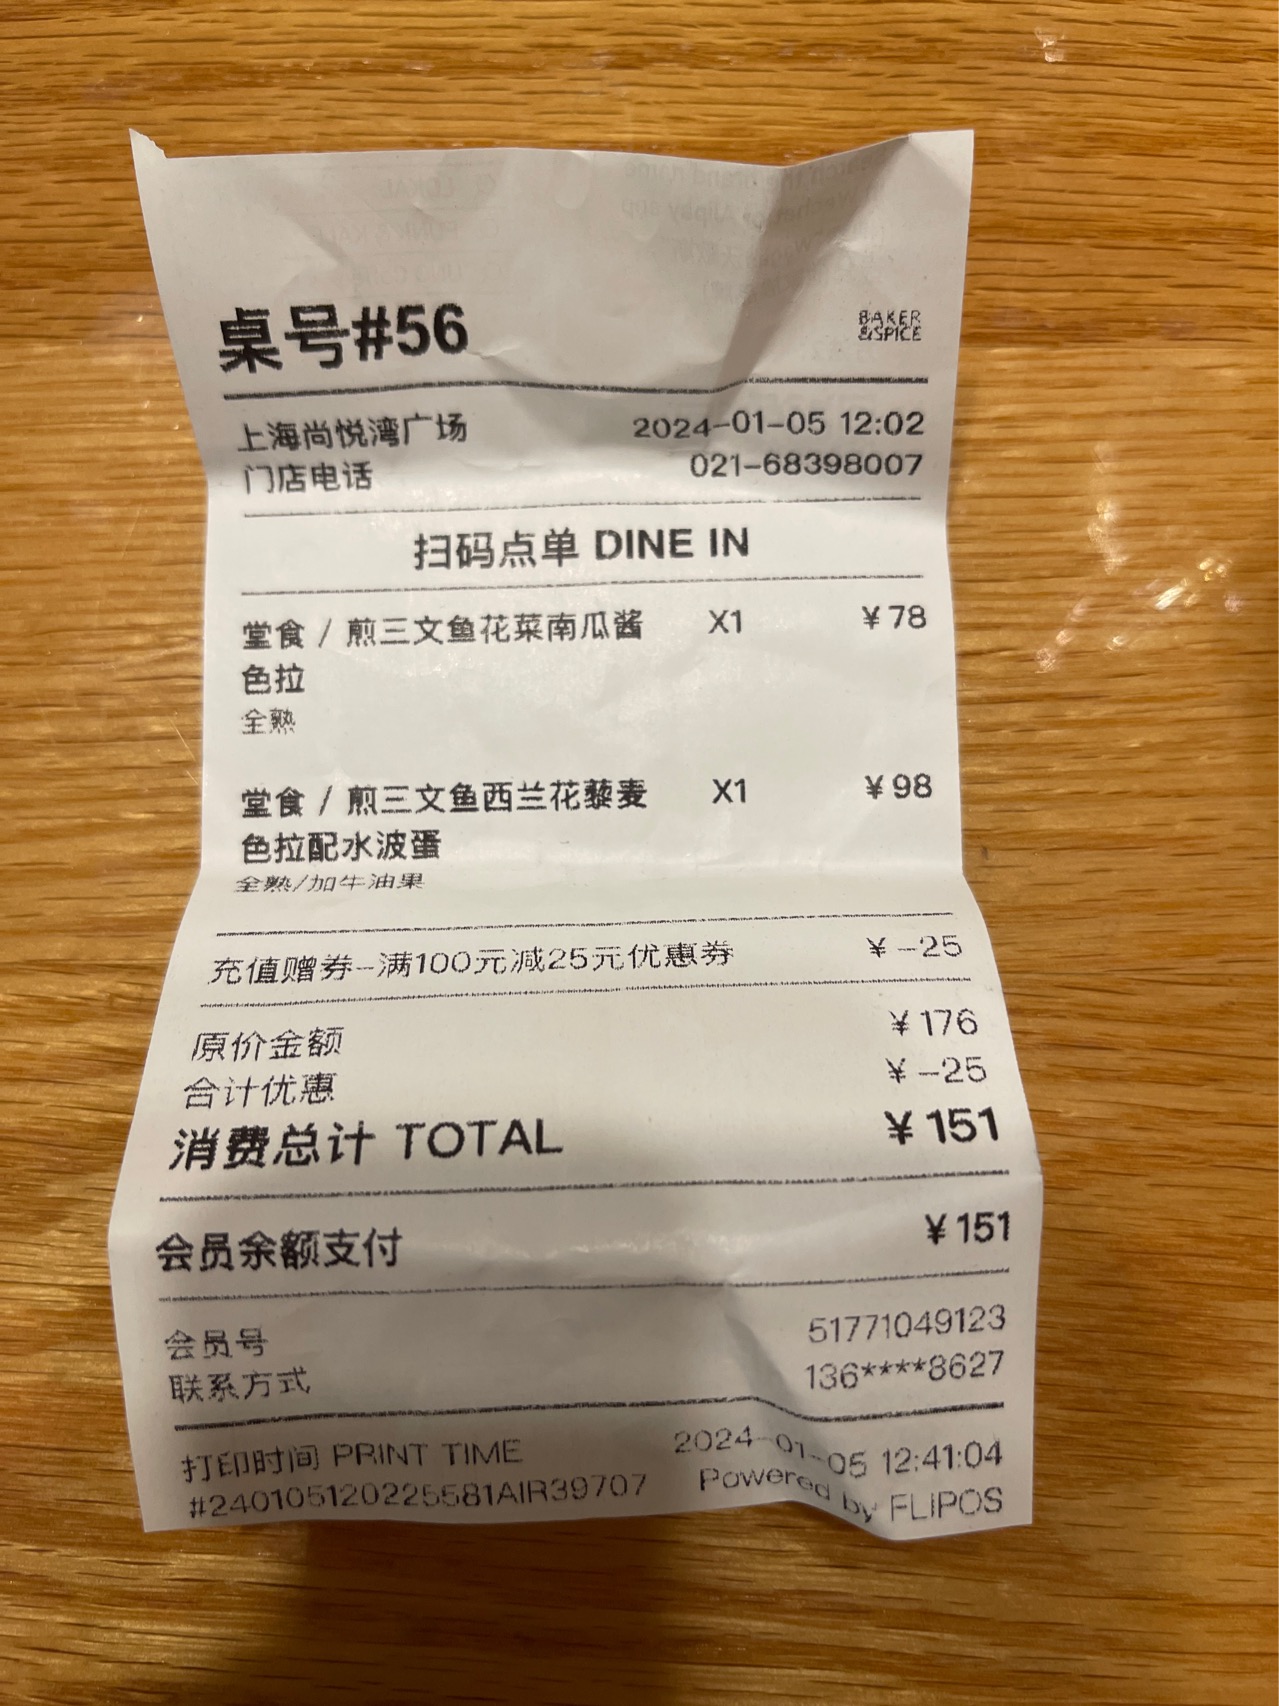 桌号#56
BAKER
&SPICE
上海尚悦湾广场 2024-01-05 12:02
门店电话 021-68398007
扫码点单 DINE IN
堂食 / 煎三文鱼花菜南瓜酱 X1 ¥78
色拉
全熟
堂食 / 煎三文鱼西兰花藜麦 X1 ¥98
色拉配水波蛋
全熟/加牛油果
充值赠券-满100元减25元优惠券 ¥-25
原价金额 ¥176
合计优惠 ¥-25
消费总计 TOTAL ¥151
会员余额支付 ¥151
会员号 51771049123
联系方式 136****8627
打印时间 PRINT TIME 2024-01-05 12:41:04
#240105120225581AIR39707 Powered by FLIPOS